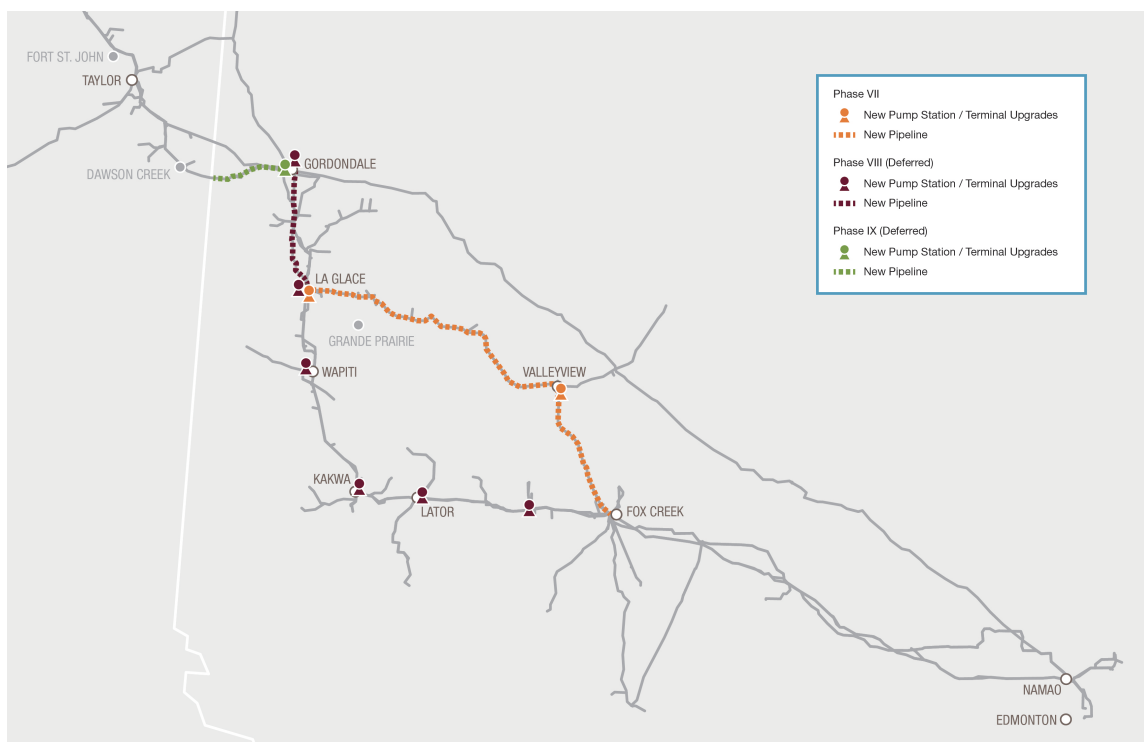 FORT ST. JOHN
TAYLOR
DAWSON CREEK
GORDONDALE
LA GLACE
GRANDE PRAIRIE
WAPITI
VALLEYVIEW
KAKWA
LATOR
FOX CREEK
NAMAO
EDMONTON
Phase VII
New Pump Station / Terminal Upgrades
New Pipeline
Phase VIII (Deferred)
New Pump Station / Terminal Upgrades
New Pipeline
Phase IX (Deferred)
New Pump Station / Terminal Upgrades
New Pipeline